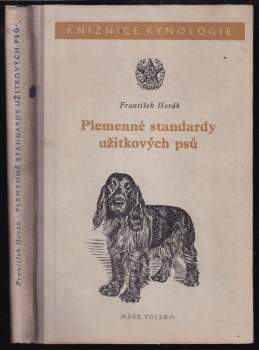 František Horák - PLEMENNÉ STANDARDY UŽITKOVÝCH PSŮ
KNIŽNICE KYNOLOGIE
František Horák
Plemenné standardy
užitkových psů
NAŠE VOJSKO